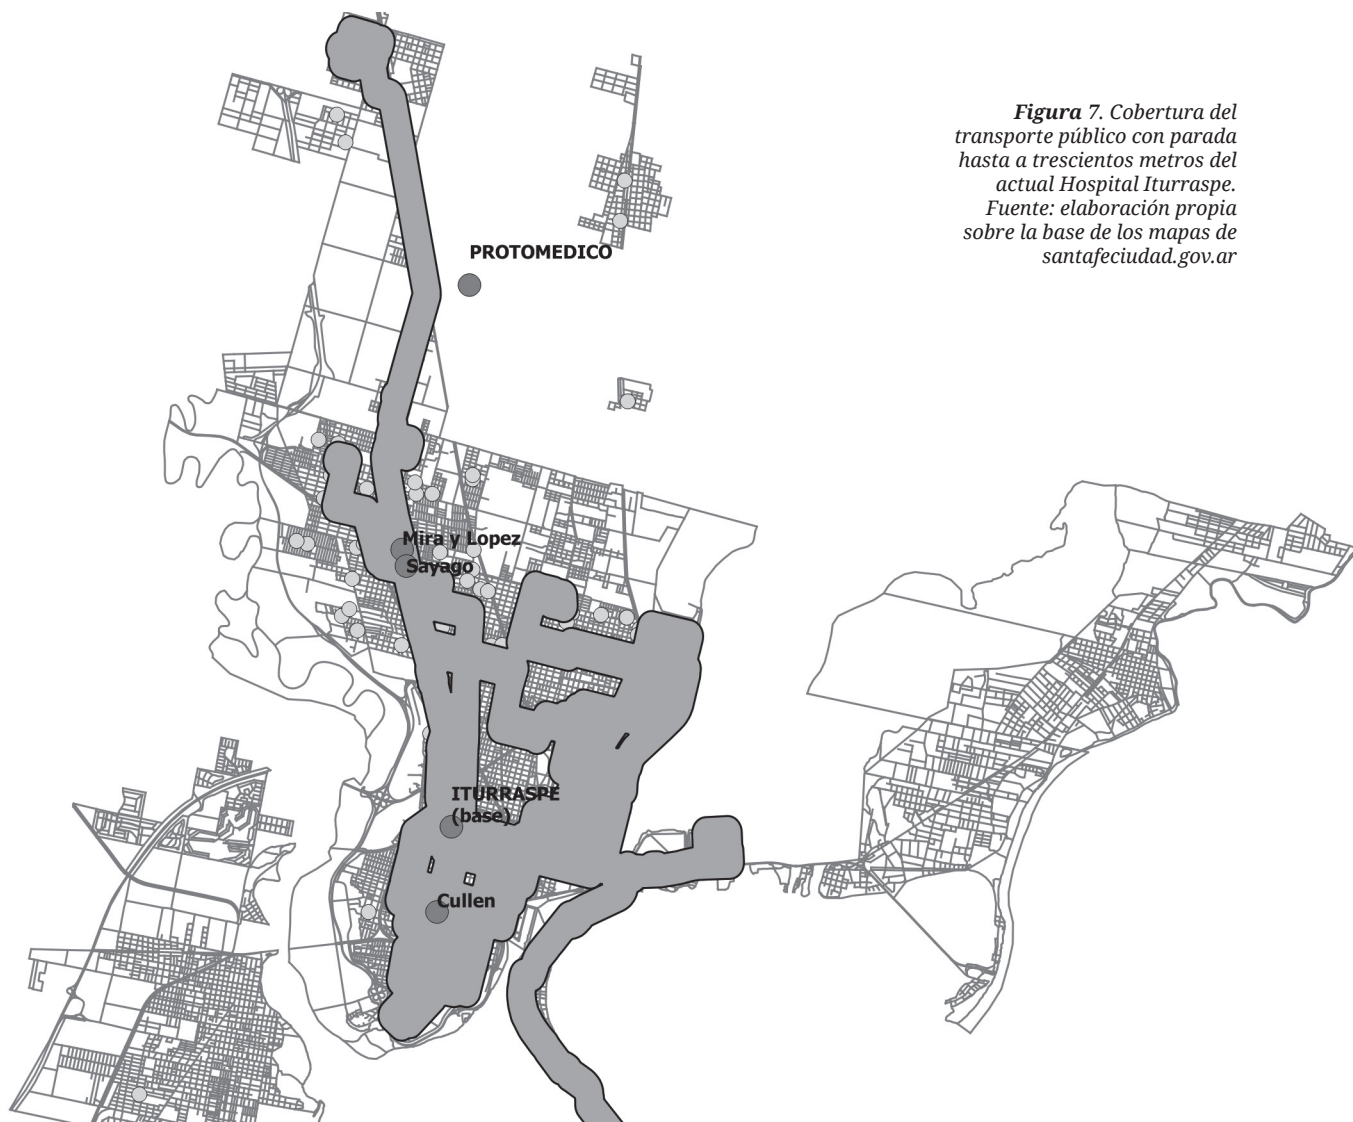 Figura 7. Cobertura del
transporte público con parada
hasta a trescientos metros del
actual Hospital Iturraspe.
Fuente: elaboración propia
sobre la base de los mapas de
santafeciudad.gov.ar
PROTOMEDICO
Mira y Lopez
Sayago
ITURRASPE
(base)
Cullen